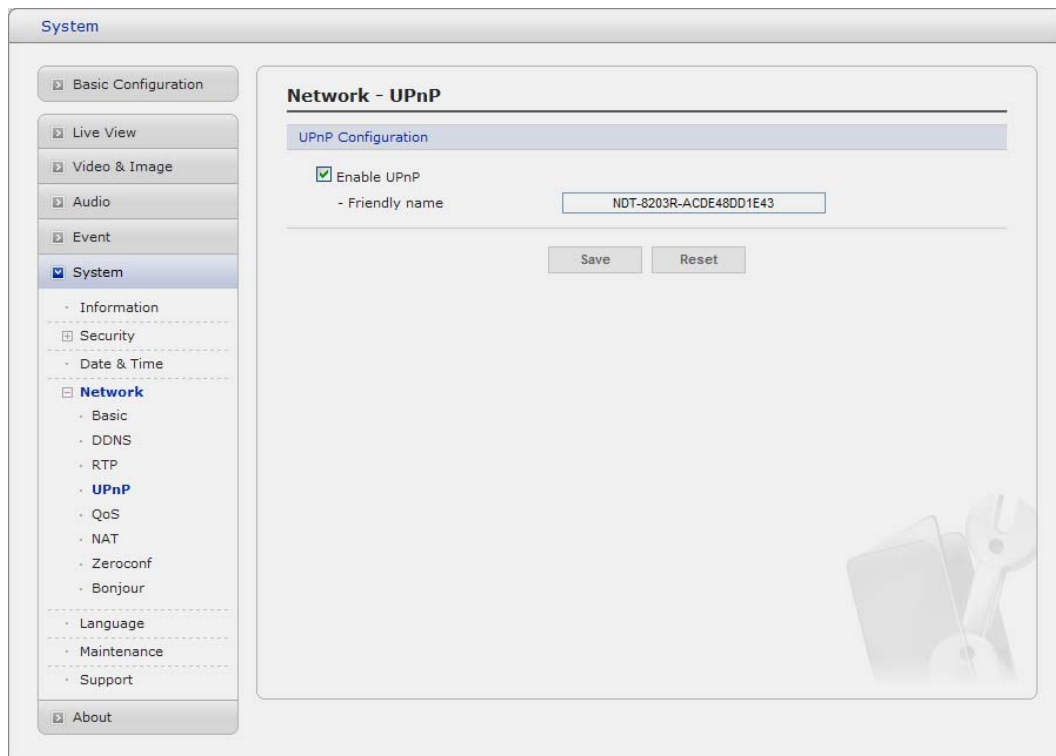 System
Basic Configuration
Live View
Video & Image
Audio
Event
System
· Information
Security
· Date & Time
Network
· Basic
· DDNS
· RTP
· UPnP
· QoS
· NAT
· Zeroconf
· Bonjour
· Language
· Maintenance
· Support
About
Network - UPnP
UPnP Configuration
Enable UPnP
- Friendly name NDT-8203R-ACDE48DD1E43
Save Reset